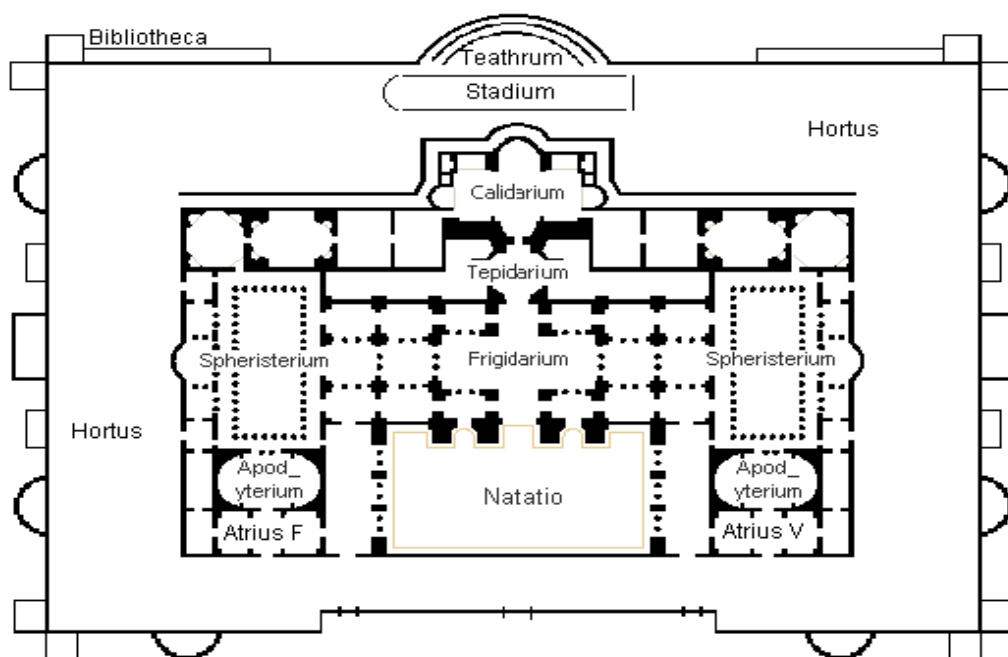 Bibliotheca
Teathrum
Stadium
Hortus
Calidarium
Tepidarium
Spheristerium
Frigidarium
Spheristerium
Hortus
Apod_
yterium
Natatio
Apod_
yterium
Atrius F
Atrius V